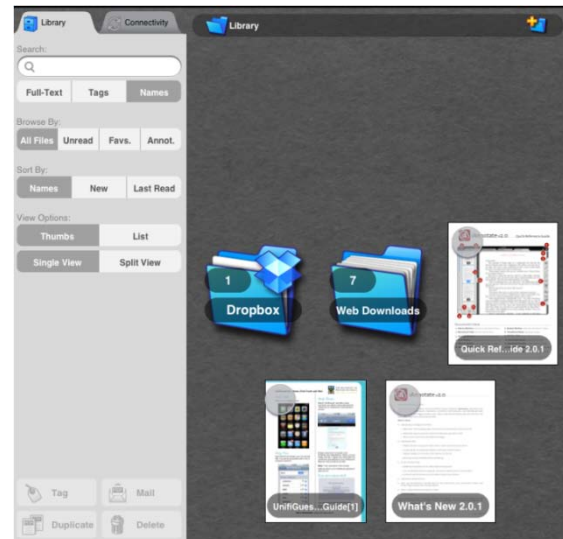 Library
Connectivity
Library
Search:
Full-Text Tags Names
Browse By:
All Files Unread Favs. Annot.
Sort By:
Names New Last Read
View Options:
Thumbs List
Single View Split View
1
Dropbox
7
Web Downloads
Quick Ref...ide 2.0.1
UnifiGues...Guide[1]
What's New 2.0.1
Tag Mail
Duplicate Delete